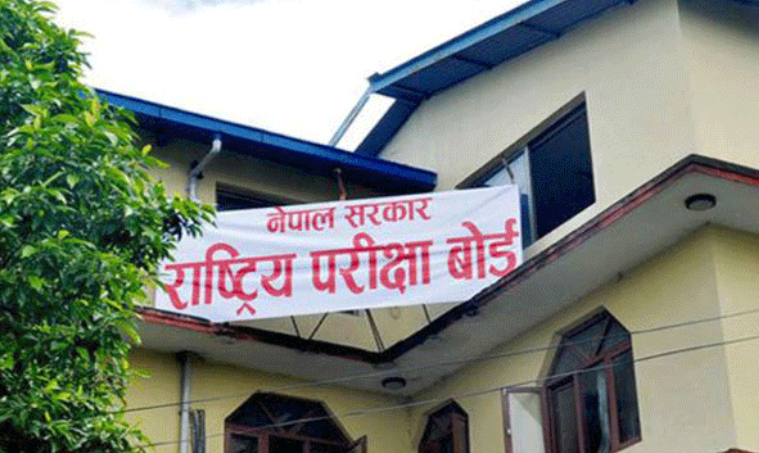 नेपाल सरकार
राष्ट्रिय परीक्षा बोर्ड